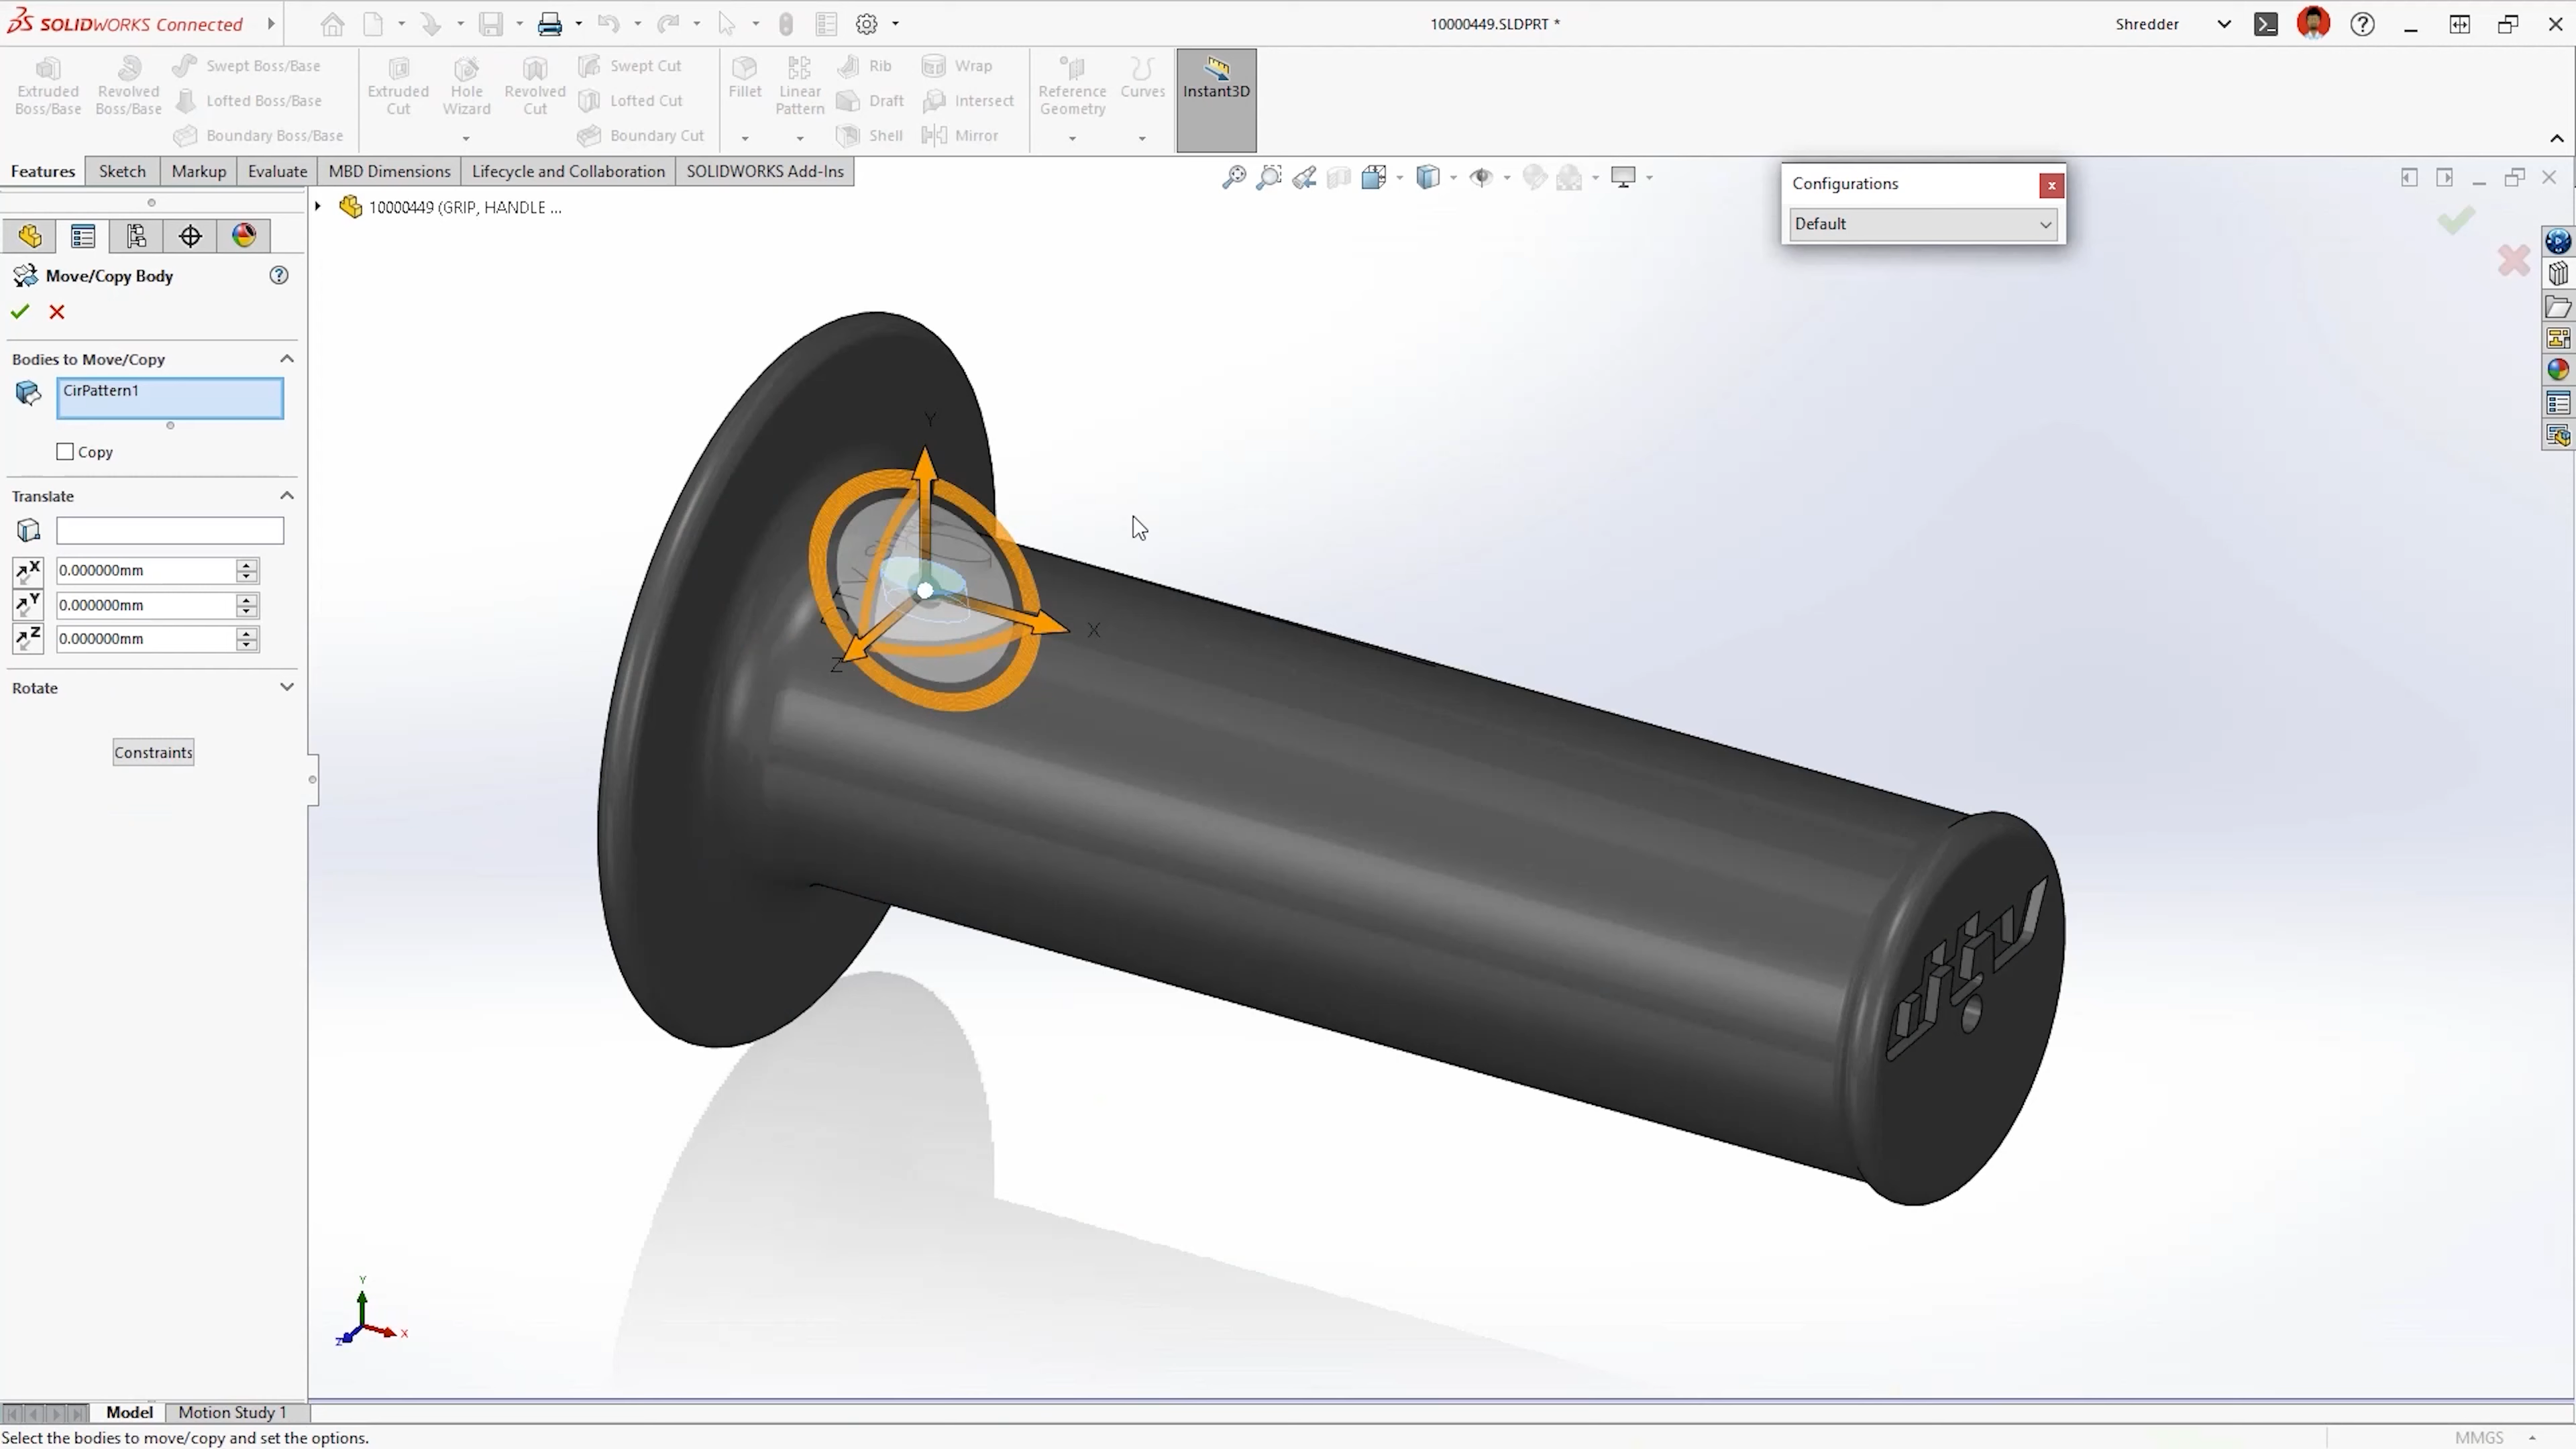 SOLIDWORKS Connected
10000449.SLDPRT *
Shredder
Extruded Boss/Base
Revolved Boss/Base
Swept Boss/Base
Lofted Boss/Base
Boundary Boss/Base
Extruded Cut
Hole Wizard
Revolved Cut
Swept Cut
Lofted Cut
Boundary Cut
Fillet
Linear Pattern
Rib
Draft
Shell
Wrap
Intersect
Mirror
Reference Geometry
Curves
Instant3D
Features
Sketch
Markup
Evaluate
MBD Dimensions
Lifecycle and Collaboration
SOLIDWORKS Add-Ins
Configurations
Default
10000449 (GRIP, HANDLE ...
Move/Copy Body
Bodies to Move/Copy
CirPattern1
Copy
Translate
X
0.000000mm
Y
0.000000mm
Z
0.000000mm
Rotate
Constraints
Y
X
Z
Y
X
Z
Model
Motion Study 1
Select the bodies to move/copy and set the options.
MMGS